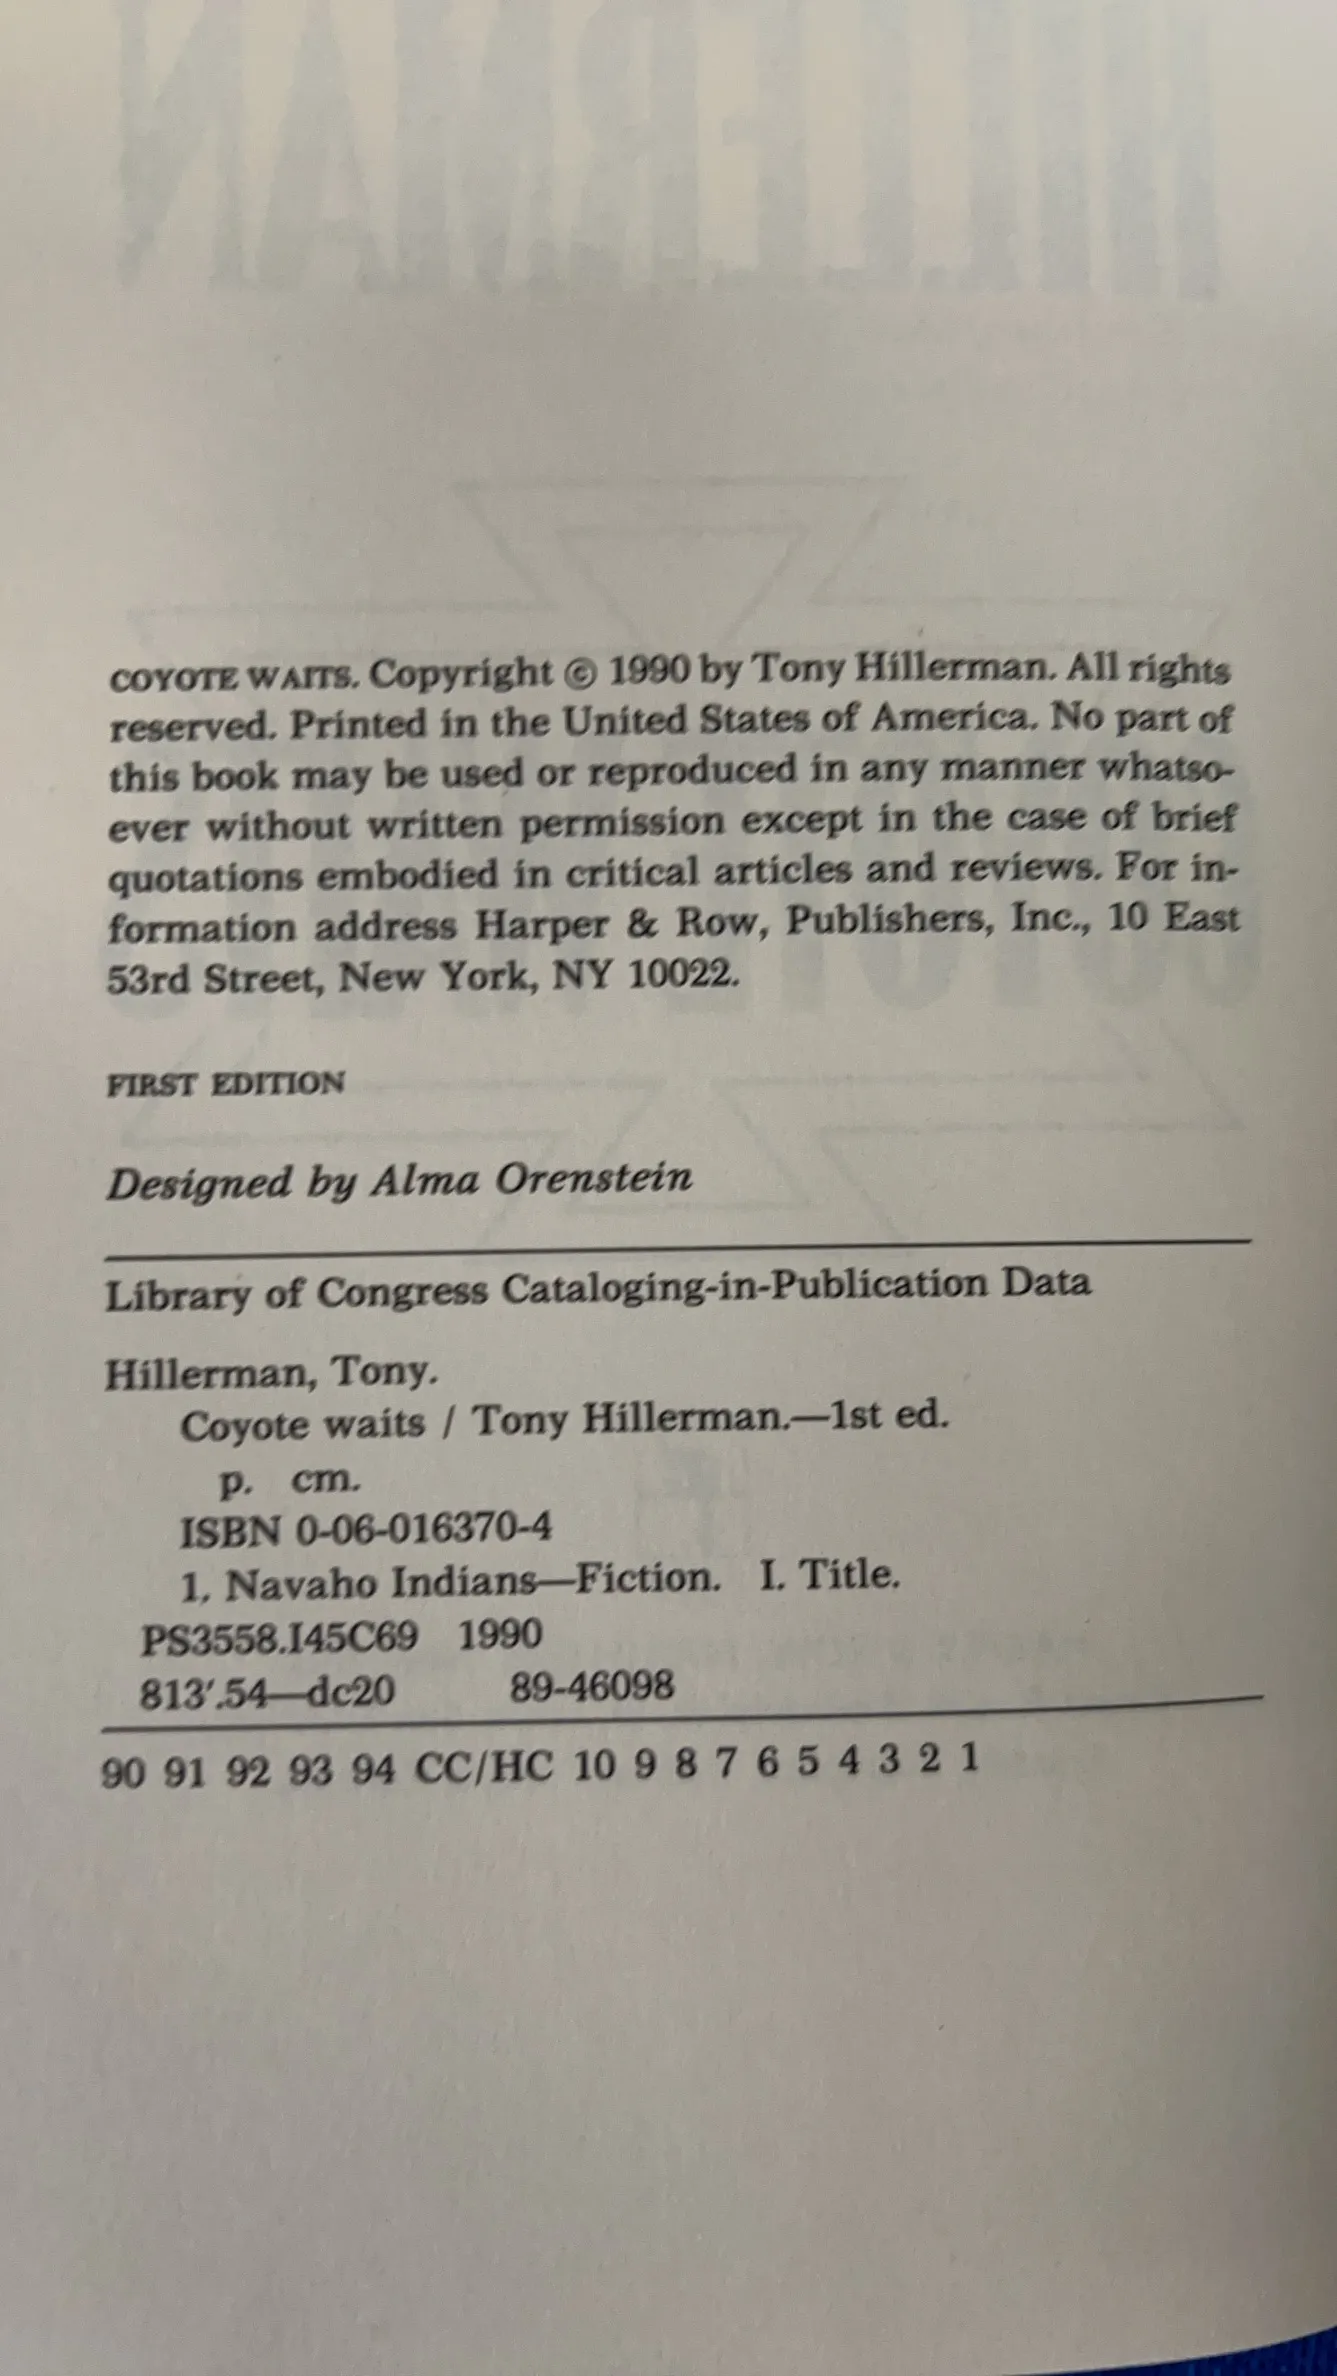 COYOTE WAITS. Copyright © 1990 by Tony Hillerman. All rights
reserved. Printed in the United States of America. No part of
this book may be used or reproduced in any manner whatso-
ever without written permission except in the case of brief
quotations embodied in critical articles and reviews. For in-
formation address Harper & Row, Publishers, Inc., 10 East
53rd Street, New York, NY 10022.
FIRST EDITION
Designed by Alma Orenstein
Library of Congress Cataloging-in-Publication Data
Hillerman, Tony.
Coyote waits / Tony Hillerman.—1st ed.
p. cm.
ISBN 0-06-016370-4
1. Navaho Indians—Fiction. I. Title.
PS3558.I45C69 1990
813'.54—dc20 89-46098
90 91 92 93 94 CC/HC 10 9 8 7 6 5 4 3 2 1